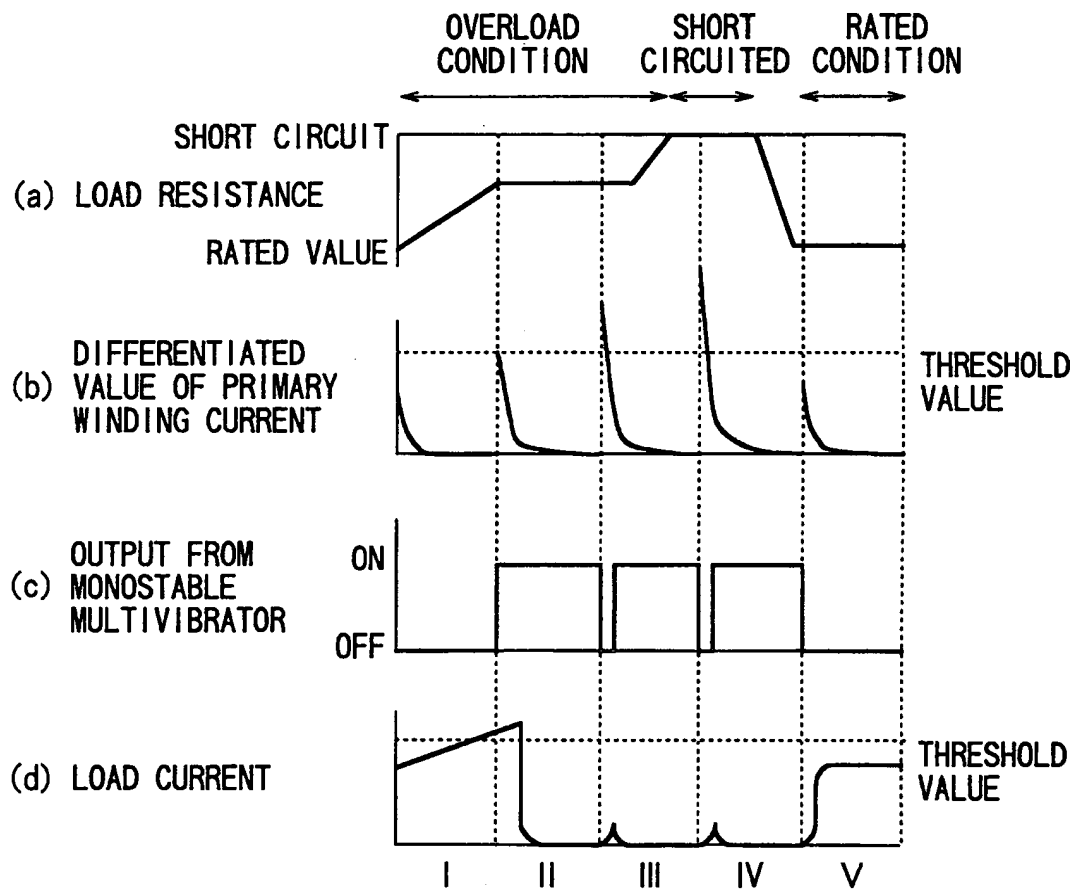 OVERLOAD
CONDITION
SHORT
CIRCUITED
RATED
CONDITION
SHORT CIRCUIT
(a) LOAD RESISTANCE
RATED VALUE
(b) DIFFERENTIATED
VALUE OF PRIMARY
WINDING CURRENT
THRESHOLD
VALUE
(c) OUTPUT FROM
MONOSTABLE
MULTIVIBRATOR
ON
OFF
(d) LOAD CURRENT
THRESHOLD
VALUE
I II III IV V